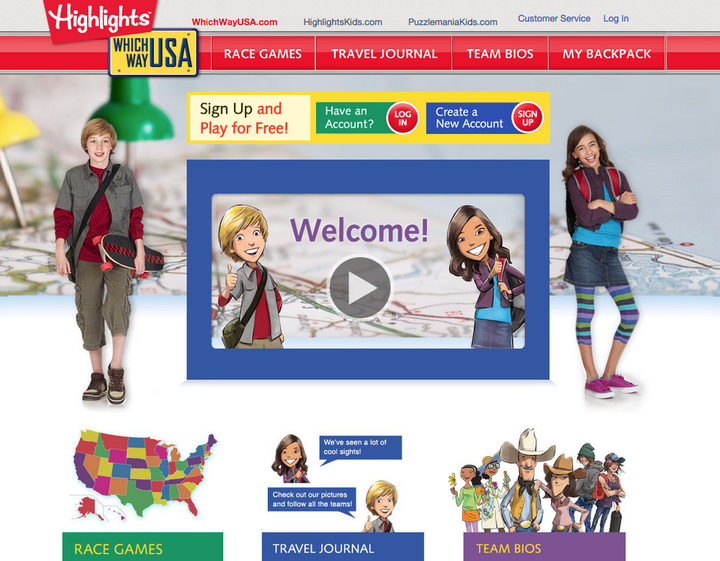 Highlights
WhichWayUSA.com HighlightsKids.com PuzzlemaniaKids.com Customer Service Log In
WHICH
WAY USA
RACE GAMES TRAVEL JOURNAL TEAM BIOS MY BACKPACK
Sign Up and
Play for Free!
Have an
Account?
LOG
IN
Create a
New Account
SIGN
UP
Welcome!
We've seen a lot of
cool sights!
Check out our pictures
and follow all the teams!
RACE GAMES
TRAVEL JOURNAL
TEAM BIOS